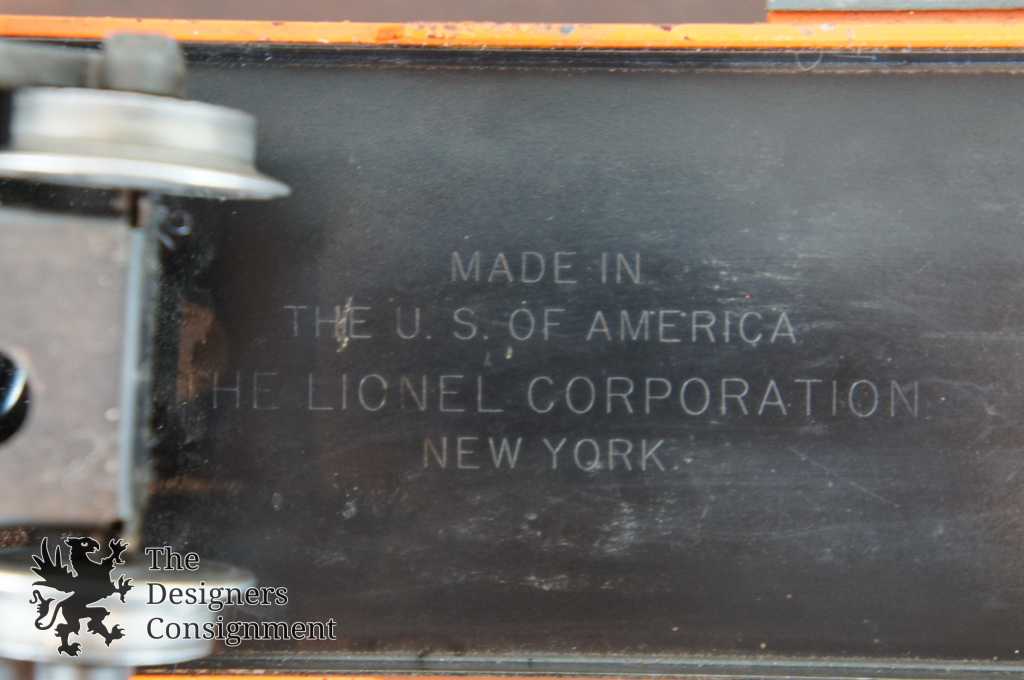 MADE IN
THE U. S. OF AMERICA
THE LIONEL CORPORATION
NEW YORK.
The
Designers
Consignment